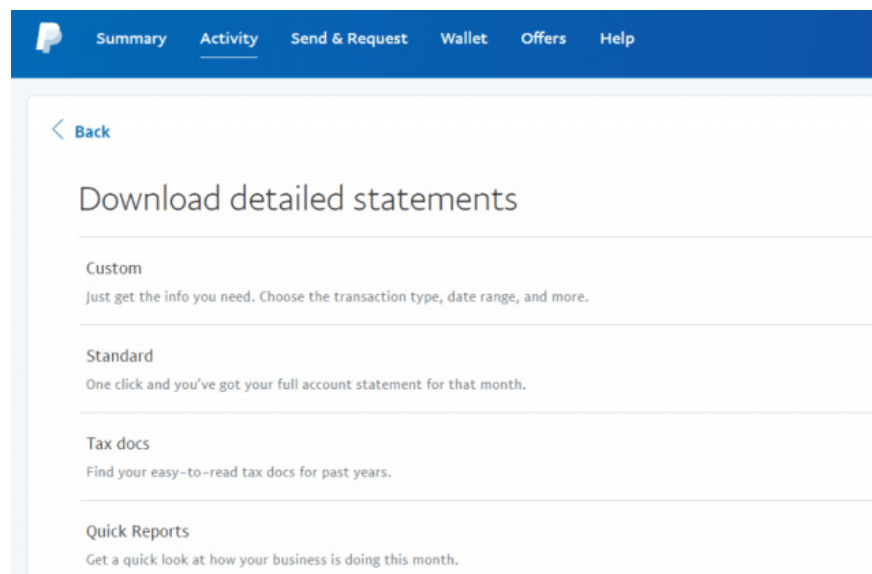 Summary Activity Send & Request Wallet Offers Help
Back
Download detailed statements
Custom
Just get the info you need. Choose the transaction type, date range, and more.
Standard
One click and you've got your full account statement for that month.
Tax docs
Find your easy-to-read tax docs for past years.
Quick Reports
Get a quick look at how your business is doing this month.